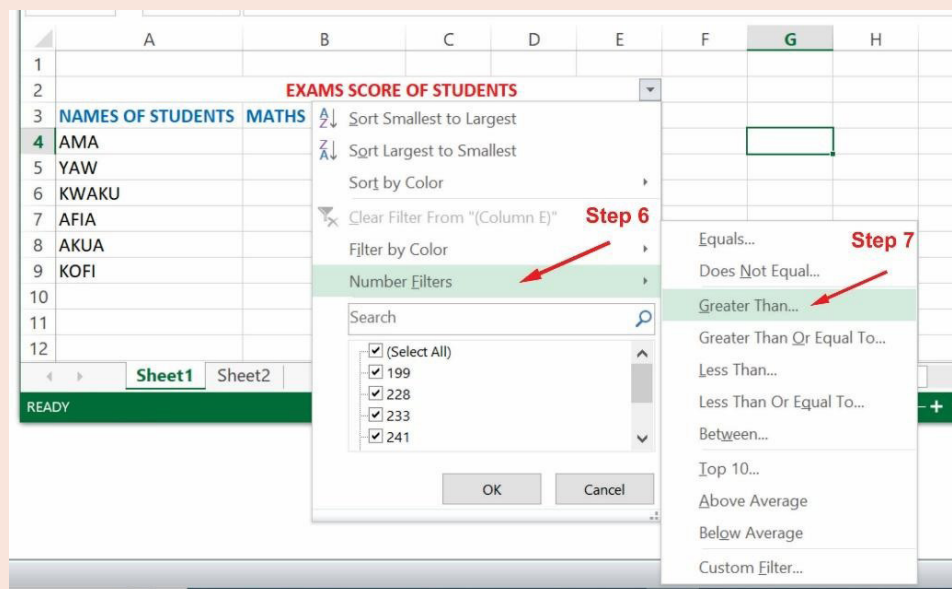 A B C D E F G H
1
2 EXAMS SCORE OF STUDENTS
3 NAMES OF STUDENTS MATHS
4 AMA
5 YAW
6 KWAKU
7 AFIA
8 AKUA
9 KOFI
10
11
12
Sheet1 Sheet2
READY
Sort Smallest to Largest
Sort Largest to Smallest
Sort by Color
Clear Filter From "(Column E)"
Step 6
Filter by Color
Number Filters
Search
(Select All)
199
228
233
241
OK Cancel
Equals...
Step 7
Does Not Equal...
Greater Than...
Greater Than Or Equal To...
Less Than...
Less Than Or Equal To...
Between...
Top 10...
Above Average
Below Average
Custom Filter...